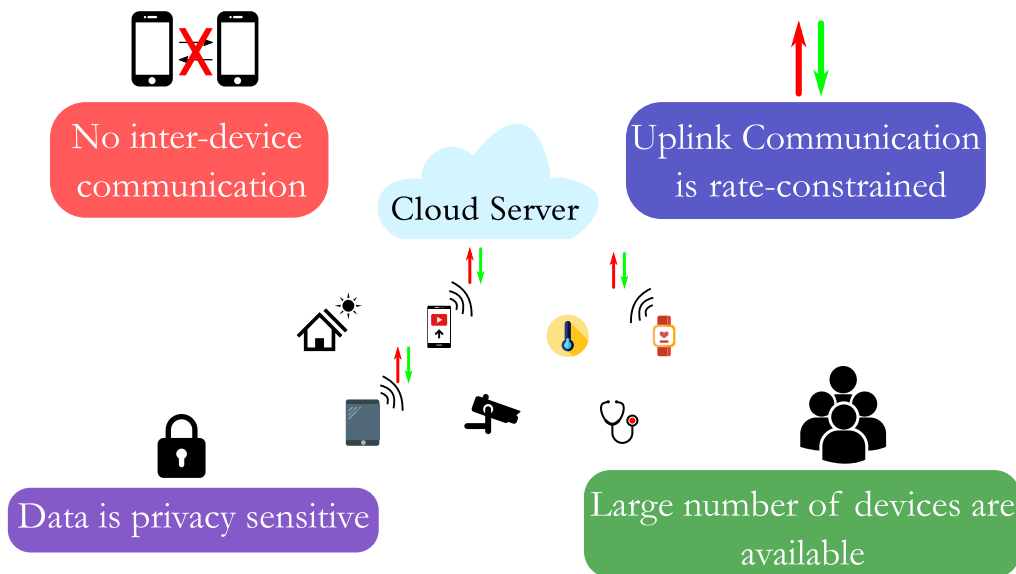 No inter-device
communication
Uplink Communication
is rate-constrained
Cloud Server
Data is privacy sensitive
Large number of devices are
available